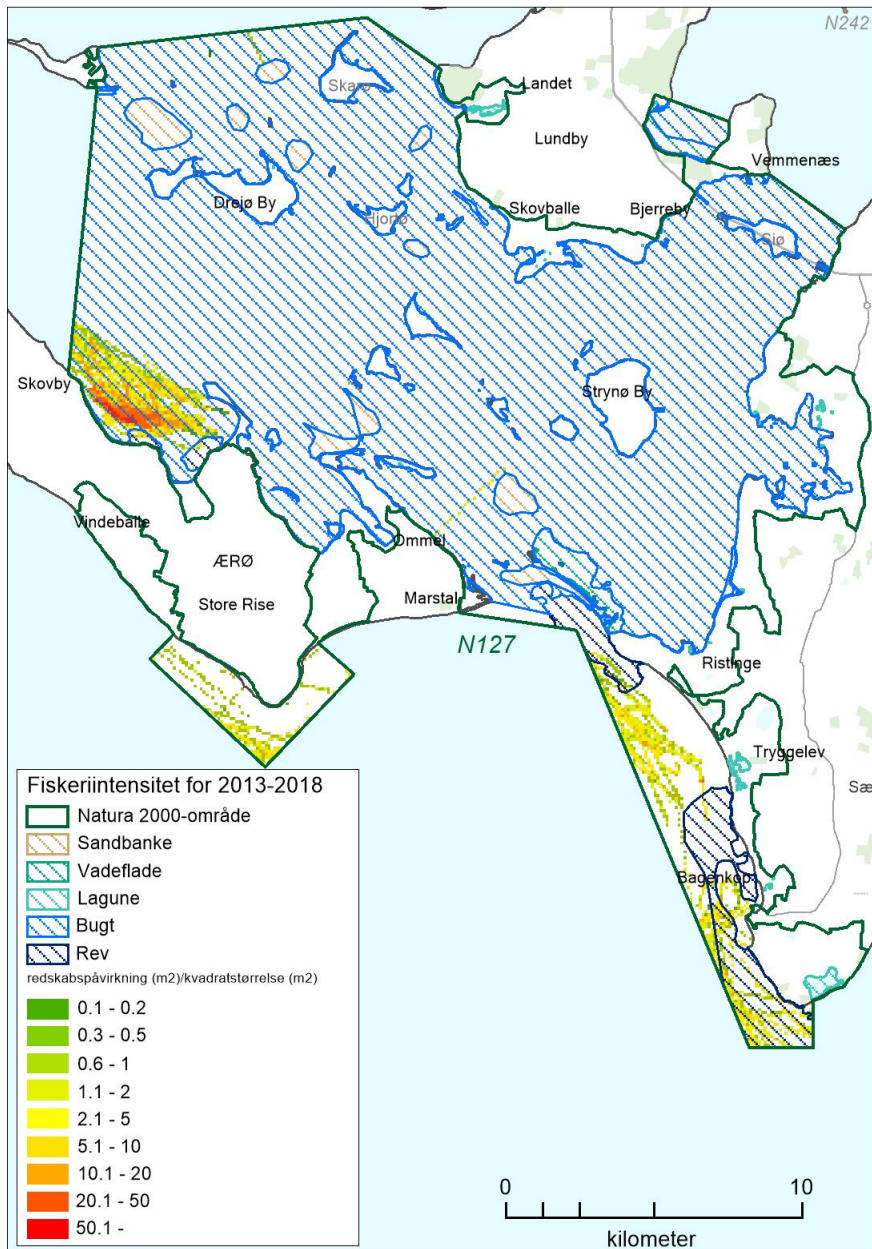 N242
Landet
Skarø
Lundby
Vemmenæs
Drejø By
Hjortø
Skovballe
Bjerreby
Siø
Skovby
Strynø By
Vindeballe
Ommel
ÆRØ
Store Rise
Marstal
N127
Ristinge
Tryggelev
Sæ
Bagenkop
Fiskeriintensitet for 2013-2018
Natura 2000-område
Sandbanke
Vadeflade
Lagune
Bugt
Rev
redskabspåvirkning (m2)/kvadratstørrelse (m2)
0.1 - 0.2
0.3 - 0.5
0.6 - 1
1.1 - 2
2.1 - 5
5.1 - 10
10.1 - 20
20.1 - 50
50.1 -
0 10
kilometer